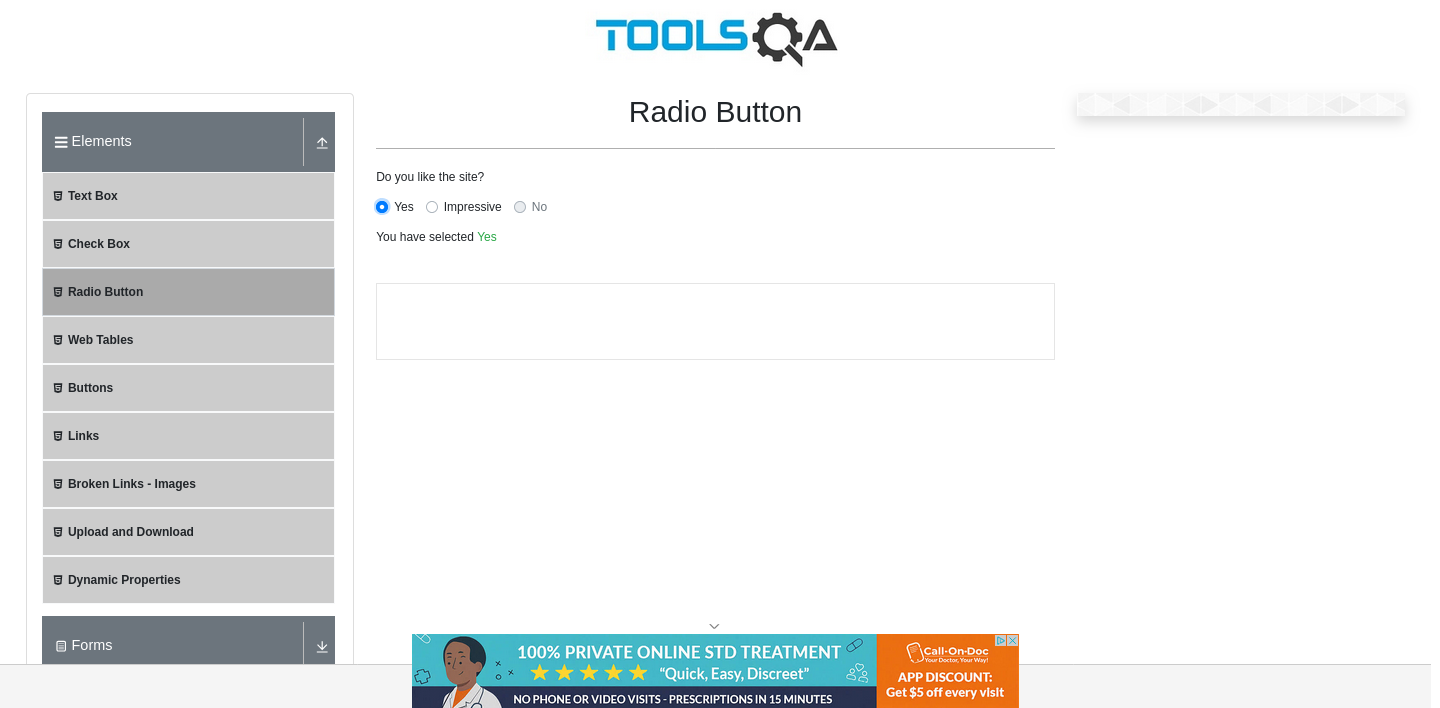 TOOLSQA
Elements
Text Box
Check Box
Radio Button
Web Tables
Buttons
Links
Broken Links - Images
Upload and Download
Dynamic Properties
Forms
Radio Button
Do you like the site?
Yes Impressive No
You have selected Yes
100% PRIVATE ONLINE STD TREATMENT
“Quick, Easy, Discreet”
NO PHONE OR VIDEO VISITS - PRESCRIPTIONS IN 15 MINUTES
Call-On-Doc
Your Doctor, Your Way!
APP DISCOUNT:
Get $5 off every visit